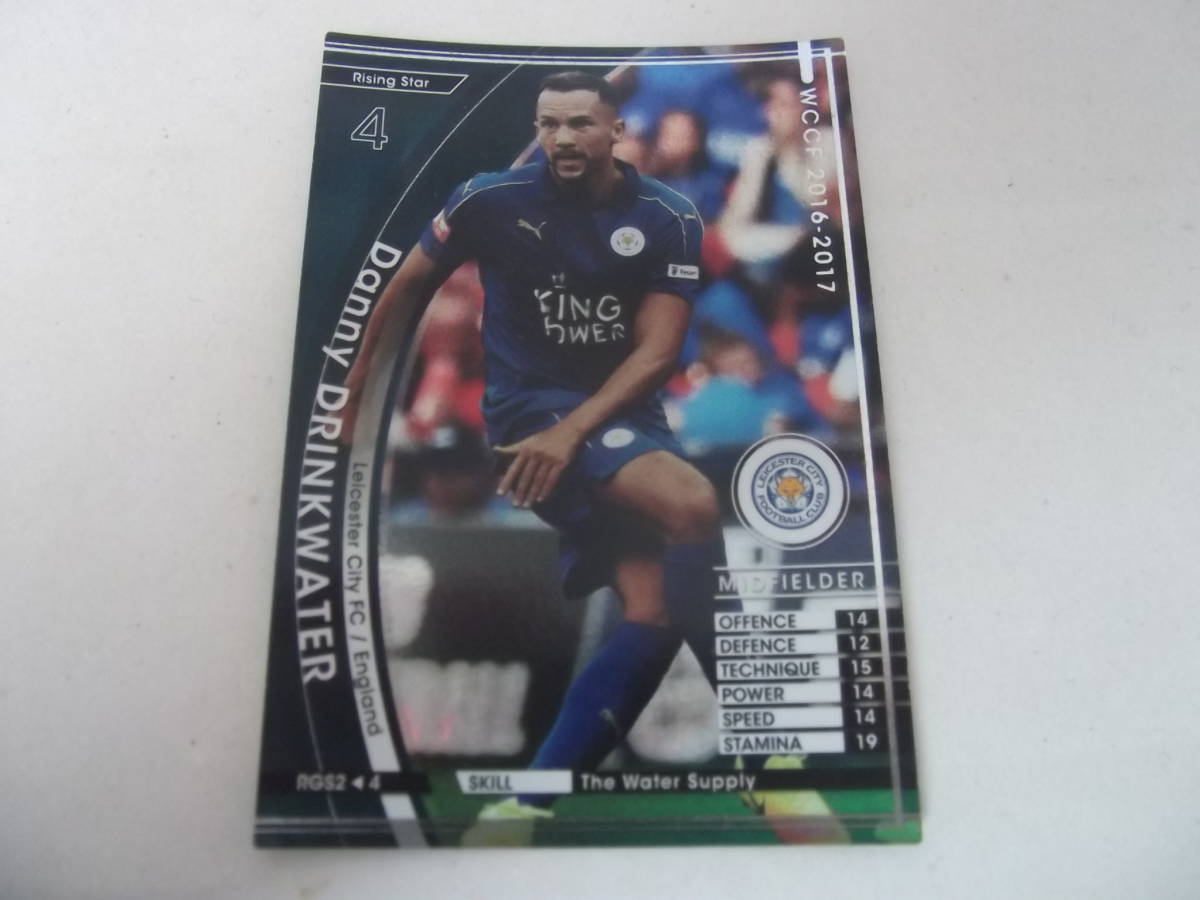 Rising Star
4
WCCF 2016-2017
Danny DRINKWATER
Leicester City FC / England
KING
POWER
LEICESTER CITY
FOOTBALL CLUB
MIDFIELDER
OFFENCE 14
DEFENCE 12
TECHNIQUE 15
POWER 14
SPEED 14
STAMINA 19
RGS2 ◀ 4
SKILL The Water Supply